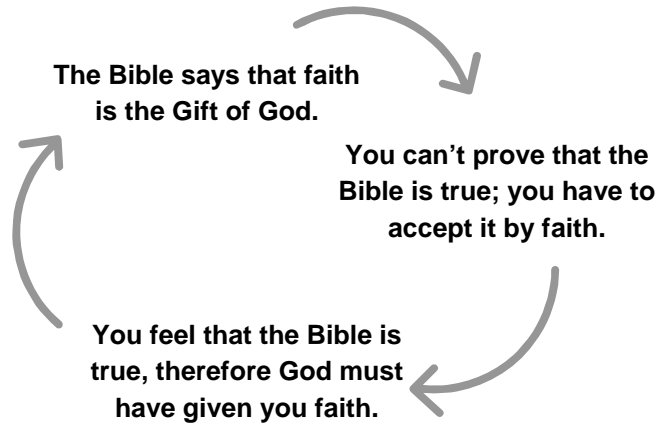 The Bible says that faith
is the Gift of God.
You can’t prove that the
Bible is true; you have to
accept it by faith.
You feel that the Bible is
true, therefore God must
have given you faith.